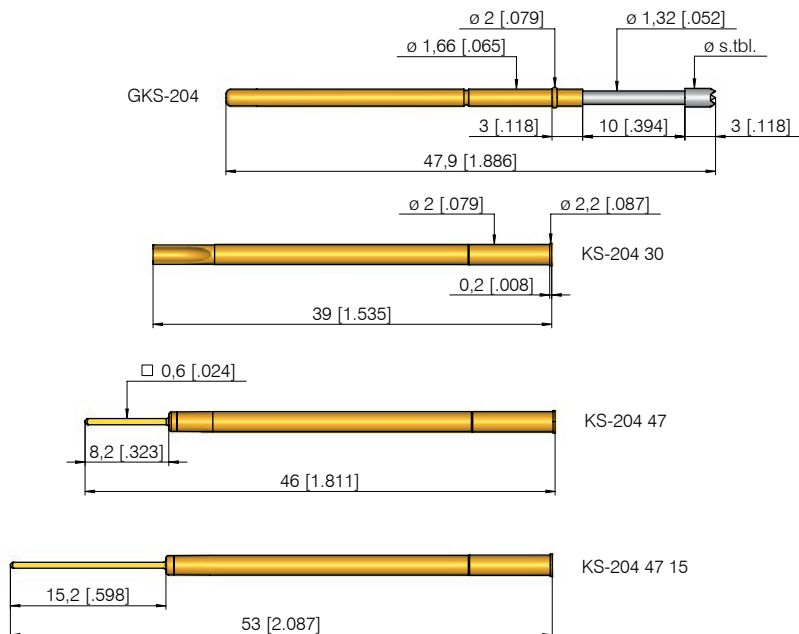 ø 2 [.079]
ø 1,32 [.052]
ø 1,66 [.065]
ø s.tbl.
GKS-204
3 [.118]
10 [.394]
3 [.118]
47,9 [1.886]
ø 2 [.079]
ø 2,2 [.087]
KS-204 30
0,2 [.008]
39 [1.535]
□ 0,6 [.024]
KS-204 47
8,2 [.323]
46 [1.811]
KS-204 47 15
15,2 [.598]
53 [2.087]